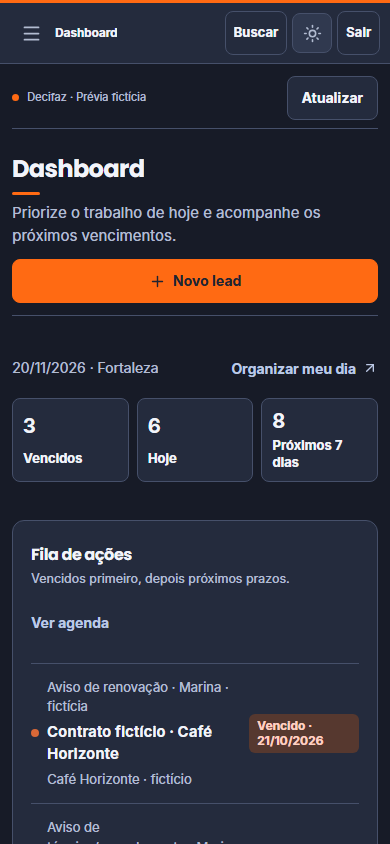 Dashboard
Buscar
Sair
Decifaz · Prévia fictícia
Atualizar
Dashboard
Priorize o trabalho de hoje e acompanhe os
próximos vencimentos.
+ Novo lead
20/11/2026 · Fortaleza
Organizar meu dia
3
Vencidos
6
Hoje
8
Próximos 7
dias
Fila de ações
Vencidos primeiro, depois próximos prazos.
Ver agenda
Aviso de renovação · Marina ·
fictícia
Contrato fictício · Café
Horizonte
Café Horizonte · fictício
Vencido ·
21/10/2026
Aviso de